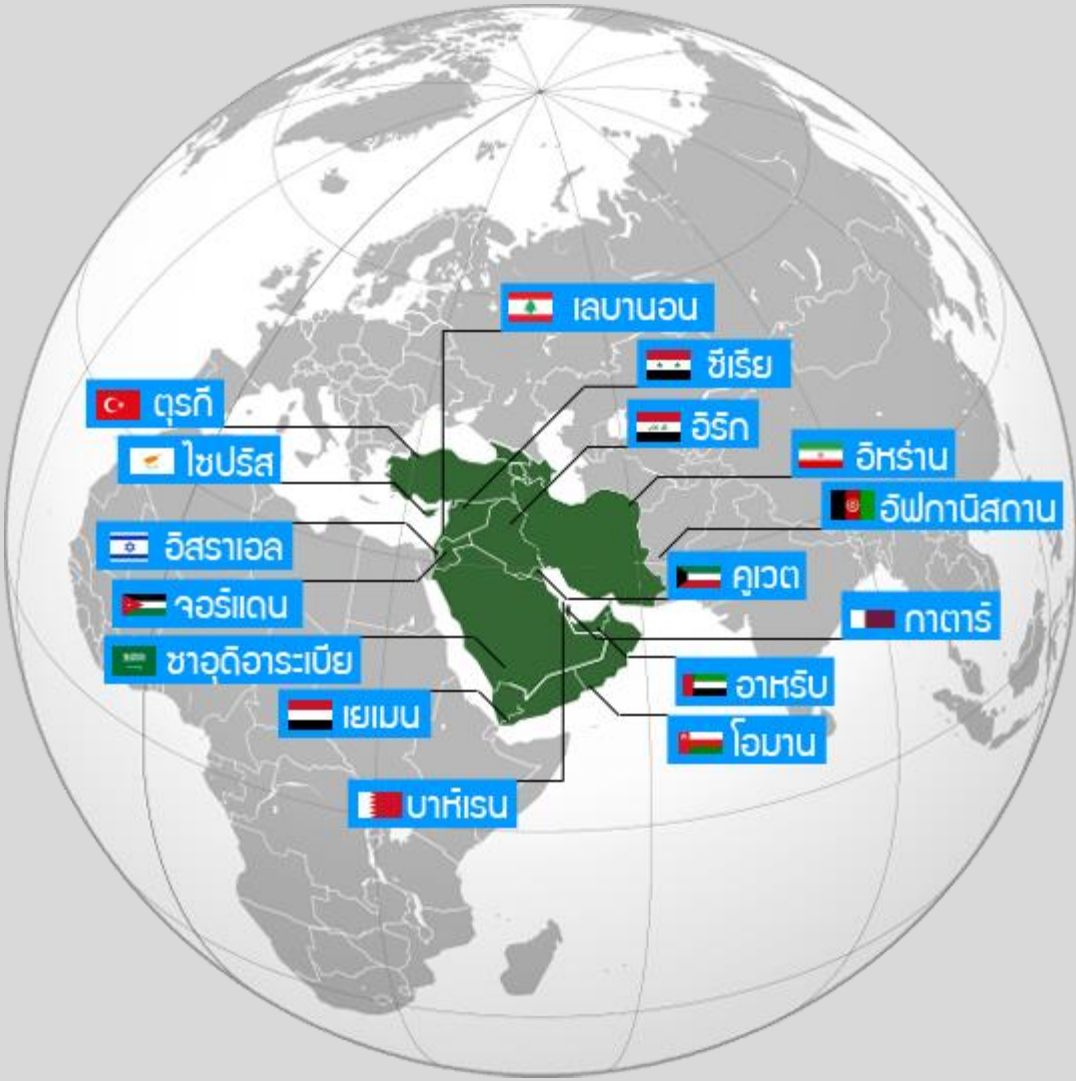 เลบานอน
ซีเรีย
ตุรกี
อิรัก
ไซปรัส
อิหร่าน
อัฟกานิสถาน
อิสราเอล
คูเวต
จอร์แดน
กาตาร์
ซาอุดิอาระเบีย
อาหรับ
เยเมน
โอมาน
บาห์เรน